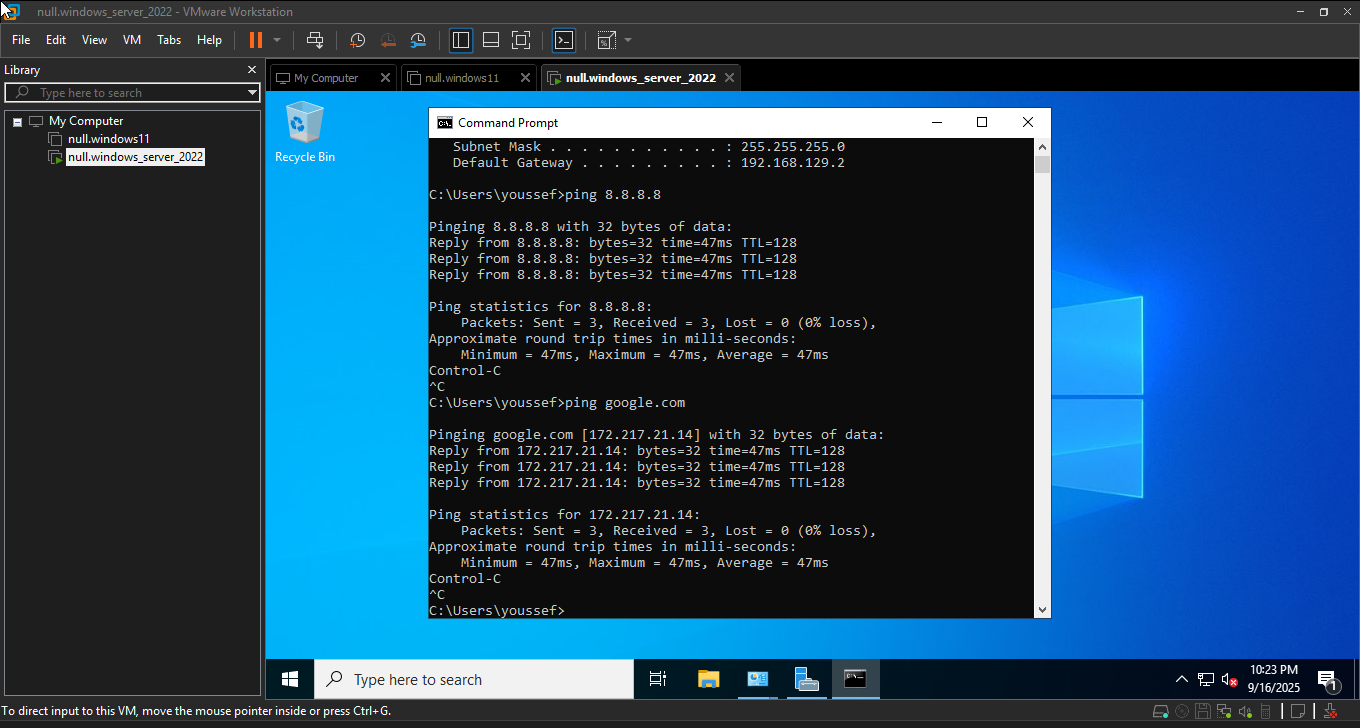 null.windows_server_2022 - VMware Workstation
File Edit View VM Tabs Help
Library
Type here to search
My Computer
null.windows11
null.windows_server_2022
My Computer
null.windows11
null.windows_server_2022
Recycle Bin
Command Prompt
Subnet Mask . . . . . . . . . . . : 255.255.255.0
Default Gateway . . . . . . . . . : 192.168.129.2
C:\Users\youssef>ping 8.8.8.8
Pinging 8.8.8.8 with 32 bytes of data:
Reply from 8.8.8.8: bytes=32 time=47ms TTL=128
Reply from 8.8.8.8: bytes=32 time=47ms TTL=128
Reply from 8.8.8.8: bytes=32 time=47ms TTL=128
Ping statistics for 8.8.8.8:
Packets: Sent = 3, Received = 3, Lost = 0 (0% loss),
Approximate round trip times in milli-seconds:
Minimum = 47ms, Maximum = 47ms, Average = 47ms
Control-C
^C
C:\Users\youssef>ping google.com
Pinging google.com [172.217.21.14] with 32 bytes of data:
Reply from 172.217.21.14: bytes=32 time=47ms TTL=128
Reply from 172.217.21.14: bytes=32 time=47ms TTL=128
Reply from 172.217.21.14: bytes=32 time=47ms TTL=128
Ping statistics for 172.217.21.14:
Packets: Sent = 3, Received = 3, Lost = 0 (0% loss),
Approximate round trip times in milli-seconds:
Minimum = 47ms, Maximum = 47ms, Average = 47ms
Control-C
^C
C:\Users\youssef>
Type here to search
10:23 PM
9/16/2025
1
To direct input to this VM, move the mouse pointer inside or press Ctrl+G.